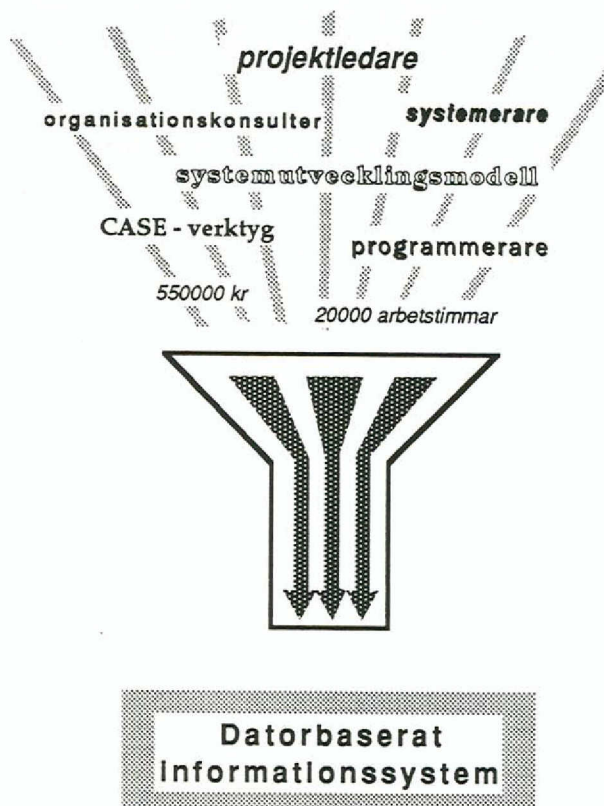 projektledare
organisationskonsulter
systemerare
systemutvecklingsmodell
CASE - verktyg
programmerare
550000 kr
20000 arbetstimmar
Datorbaserat
informationssystem